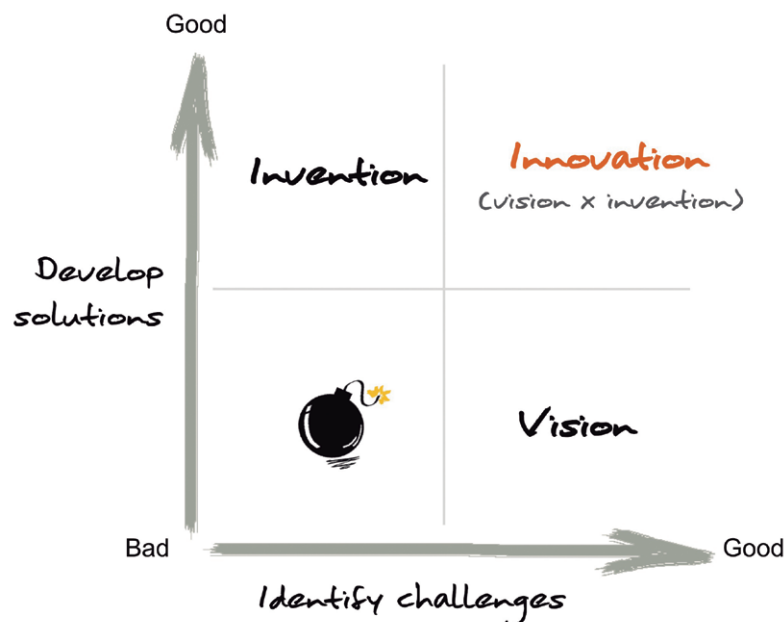 Good
Invention
Innovation
(vision x invention)
Develop
solutions
Vision
Bad
Good
Identify challenges